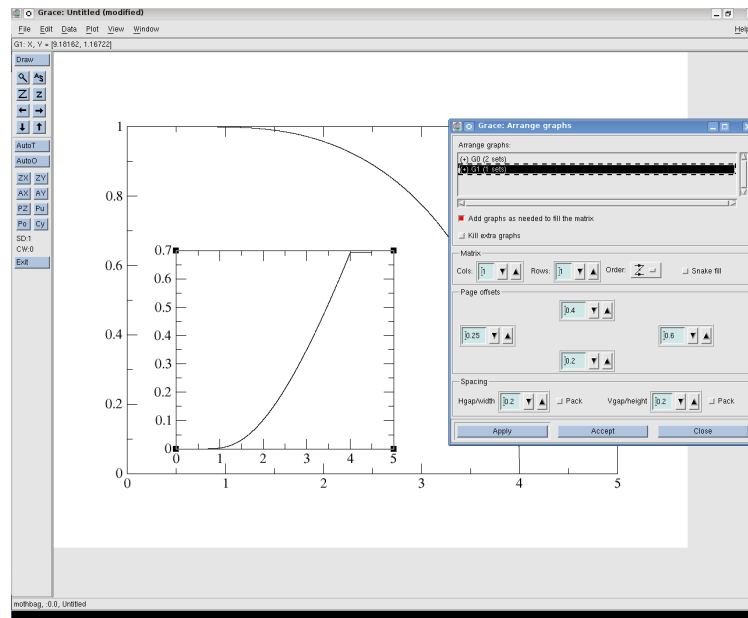 Grace: Untitled (modified)
File Edit Data Plot View Window Help
G1: X, Y = [9.18162, 1.16722]
Draw
AS
Z z
AutoT
AutoO
ZX ZY
AX AY
PZ Pu
Po Cy
SD:1
CW:0
Exit
1
0.8
0.6
0.4
0.2
0
0 1 2 3 4 5
0.7
0.6
0.5
0.4
0.3
0.2
0.1
0
0 1 2 3 4 5
Grace: Arrange graphs
Arrange graphs:
(+) G0 (2 sets)
(+) G1 (1 sets)
Add graphs as needed to fill the matrix
Kill extra graphs
Matrix
Cols: 1 Rows: 1 Order: Snake fill
Page offsets
0.4
0.25 0.6
0.2
Spacing
Hgap/width 0.2 Pack Vgap/height 0.2 Pack
Apply Accept Close
mothbag, :0.0, Untitled